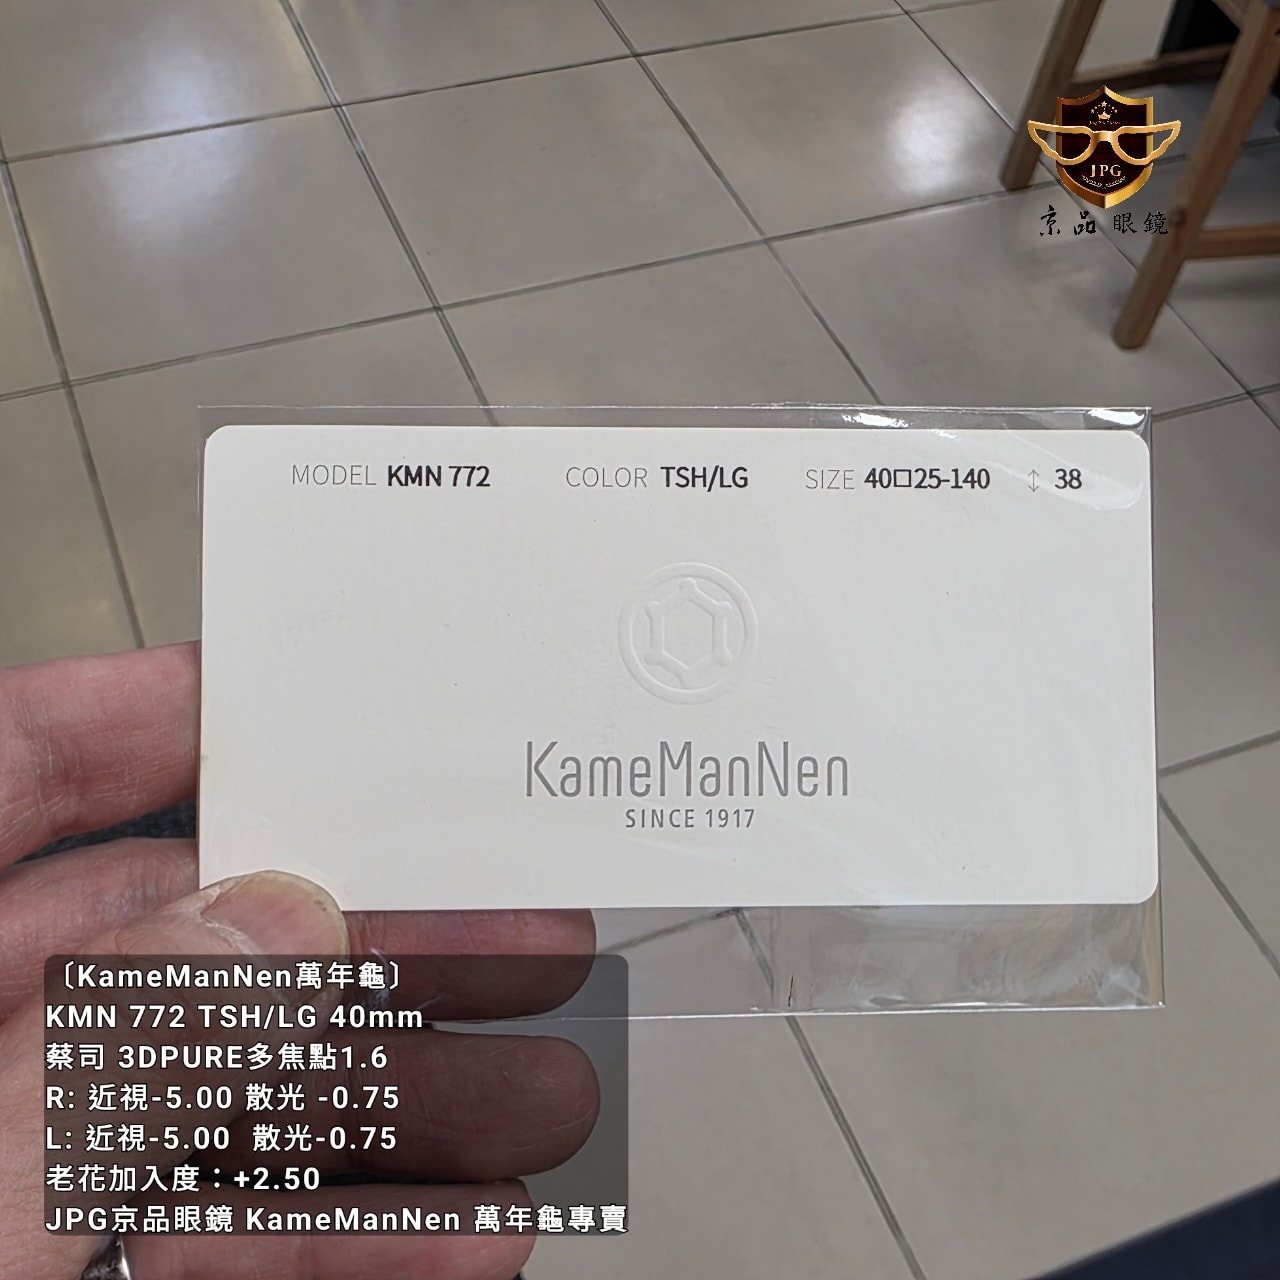 JPG
京品 眼鏡
MODEL KMN 772 COLOR TSH/LG SIZE 40□25-140 ↕ 38
KameManNen
SINCE 1917
〔KameManNen萬年龜〕
KMN 772 TSH/LG 40mm
蔡司 3DPURE多焦點1.6
R: 近視-5.00 散光 -0.75
L: 近視-5.00 散光-0.75
老花加入度：+2.50
JPG京品眼鏡 KameManNen 萬年龜專賣